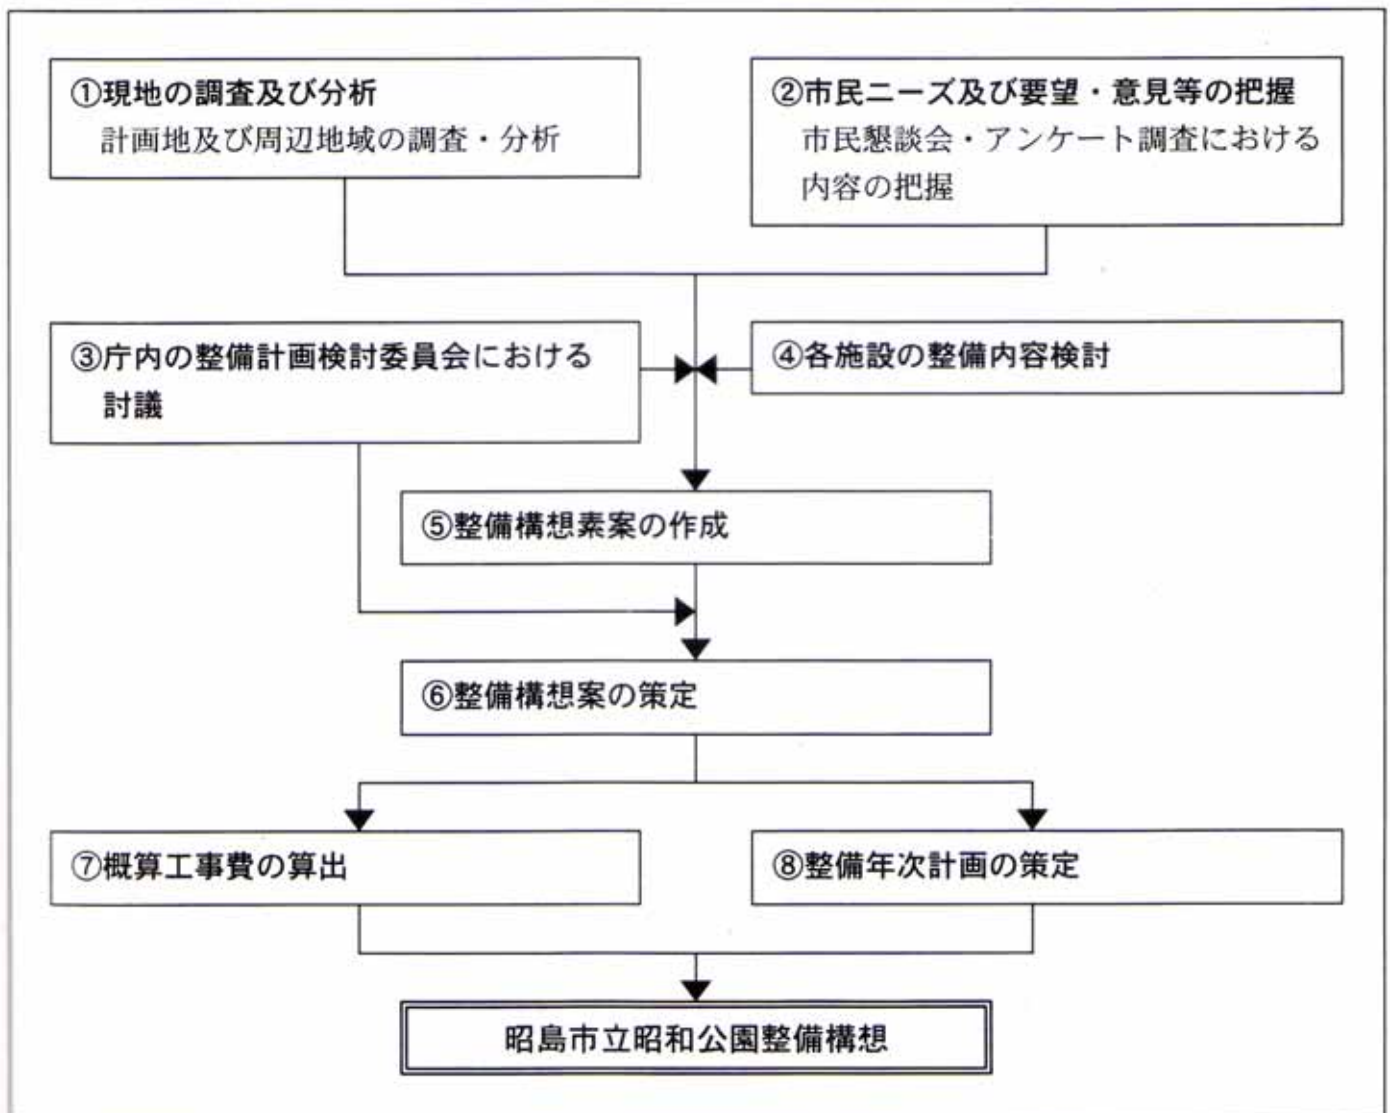 ①現地の調査及び分析
計画地及び周辺地域の調査・分析
②市民ニーズ及び要望・意見等の把握
市民懇談会・アンケート調査における
内容の把握
③庁内の整備計画検討委員会における
討議
④各施設の整備内容検討
⑤整備構想素案の作成
⑥整備構想案の策定
⑦概算工事費の算出
⑧整備年次計画の策定
昭島市立昭和公園整備構想